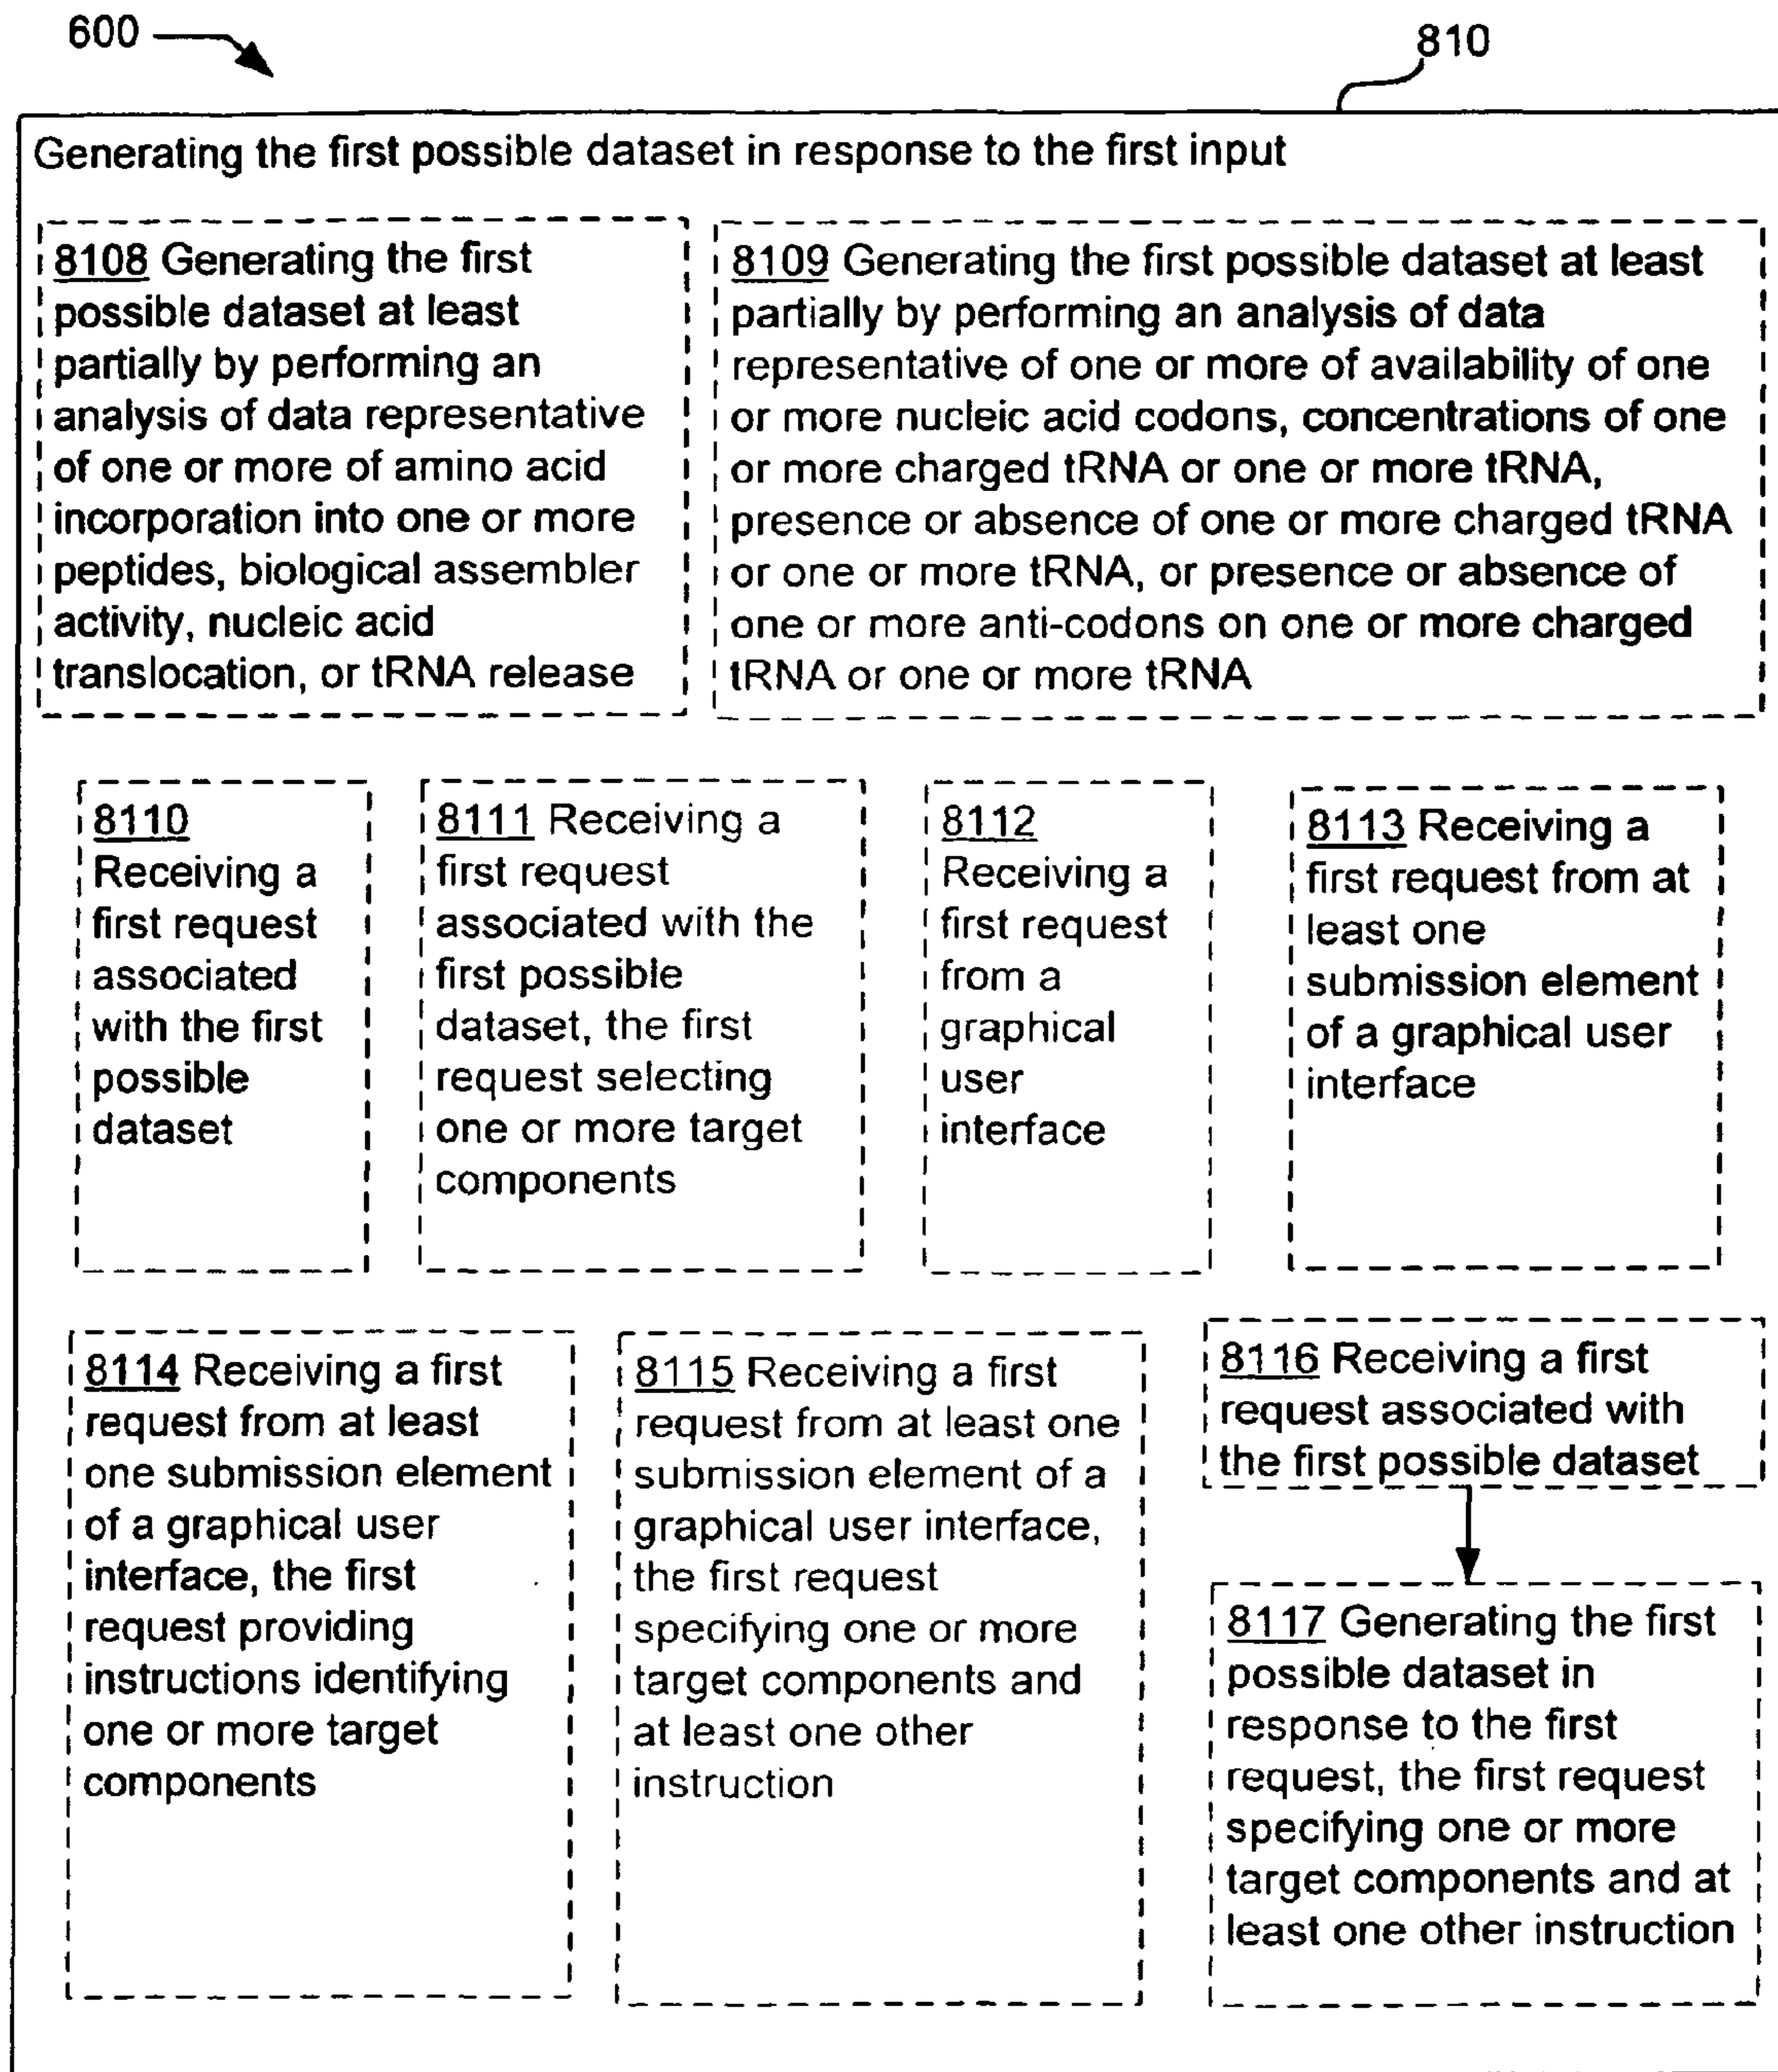 600
810
Generating the first possible dataset in response to the first input
8108 Generating the first
possible dataset at least
partially by performing an
analysis of data representative
of one or more of amino acid
incorporation into one or more
peptides, biological assembler
activity, nucleic acid
translocation, or tRNA release
8109 Generating the first possible dataset at least
partially by performing an analysis of data
representative of one or more of availability of one
or more nucleic acid codons, concentrations of one
or more charged tRNA or one or more tRNA,
presence or absence of one or more charged tRNA
or one or more tRNA, or presence or absence of
one or more anti-codons on one or more charged
tRNA or one or more tRNA
8110
Receiving a
first request
associated
with the first
possible
dataset
8111 Receiving a
first request
associated with the
first possible
dataset, the first
request selecting
one or more target
components
8112
Receiving a
first request
from a
graphical
user
interface
8113 Receiving a
first request from at
least one
submission element
of a graphical user
interface
8114 Receiving a first
request from at least
one submission element
of a graphical user
interface, the first
request providing
instructions identifying
one or more target
components
8115 Receiving a first
request from at least one
submission element of a
graphical user interface,
the first request
specifying one or more
target components and
at least one other
instruction
8116 Receiving a first
request associated with
the first possible dataset
8117 Generating the first
possible dataset in
response to the first
request, the first request
specifying one or more
target components and at
least one other instruction